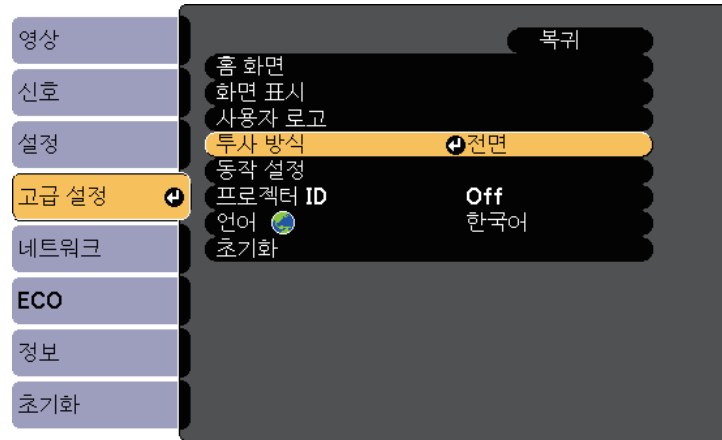 영상
신호
설정
고급 설정
네트워크
ECO
정보
초기화
복귀
홈 화면
화면 표시
사용자 로고
투사 방식 전면
동작 설정
프로젝터 ID Off
언어 한국어
초기화